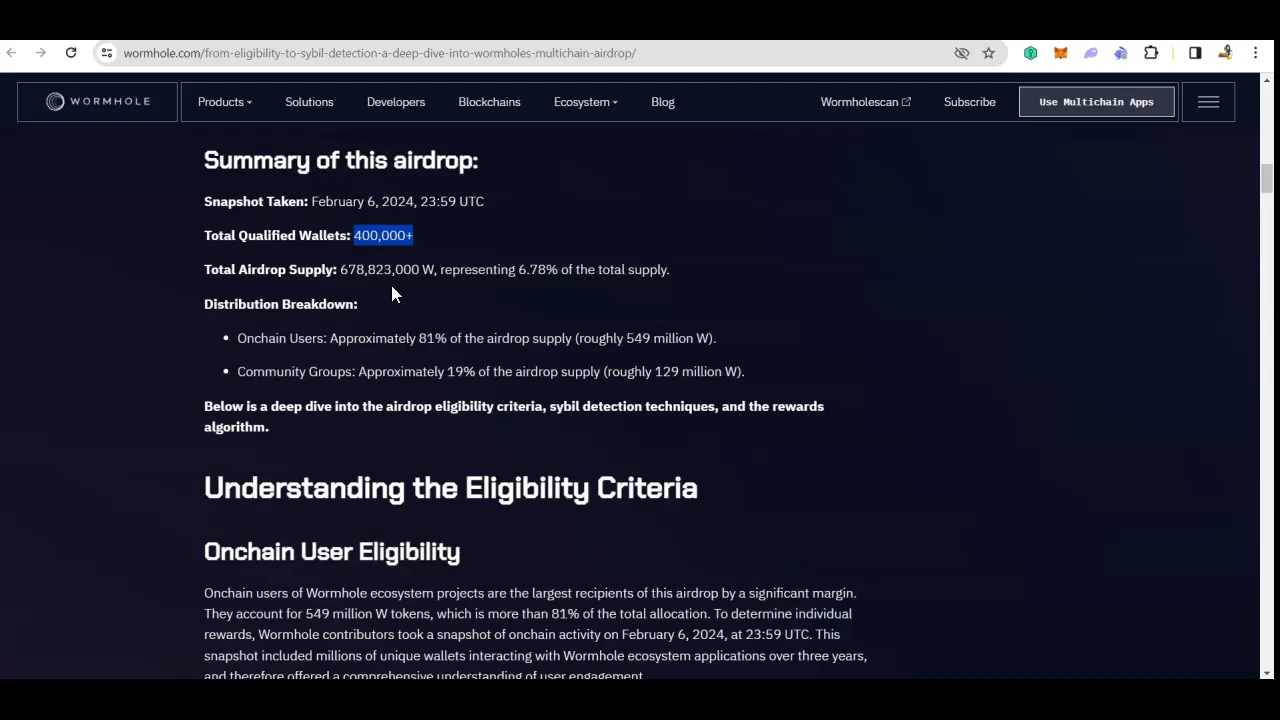 wormhole.com/from-eligibility-to-sybil-detection-a-deep-dive-into-wormholes-multichain-airdrop/
WORMHOLE Products Solutions Developers Blockchains Ecosystem Blog Wormholescan Subscribe Use Multichain Apps
Summary of this airdrop:
Snapshot Taken: February 6, 2024, 23:59 UTC
Total Qualified Wallets: 400,000+
Total Airdrop Supply: 678,823,000 W, representing 6.78% of the total supply.
Distribution Breakdown:
• Onchain Users: Approximately 81% of the airdrop supply (roughly 549 million W).
• Community Groups: Approximately 19% of the airdrop supply (roughly 129 million W).
Below is a deep dive into the airdrop eligibility criteria, sybil detection techniques, and the rewards
algorithm.
Understanding the Eligibility Criteria
Onchain User Eligibility
Onchain users of Wormhole ecosystem projects are the largest recipients of this airdrop by a significant margin.
They account for 549 million W tokens, which is more than 81% of the total allocation. To determine individual
rewards, Wormhole contributors took a snapshot of onchain activity on February 6, 2024, at 23:59 UTC. This
snapshot included millions of unique wallets interacting with Wormhole ecosystem applications over three years,
and therefore offered a comprehensive understanding of user engagement.